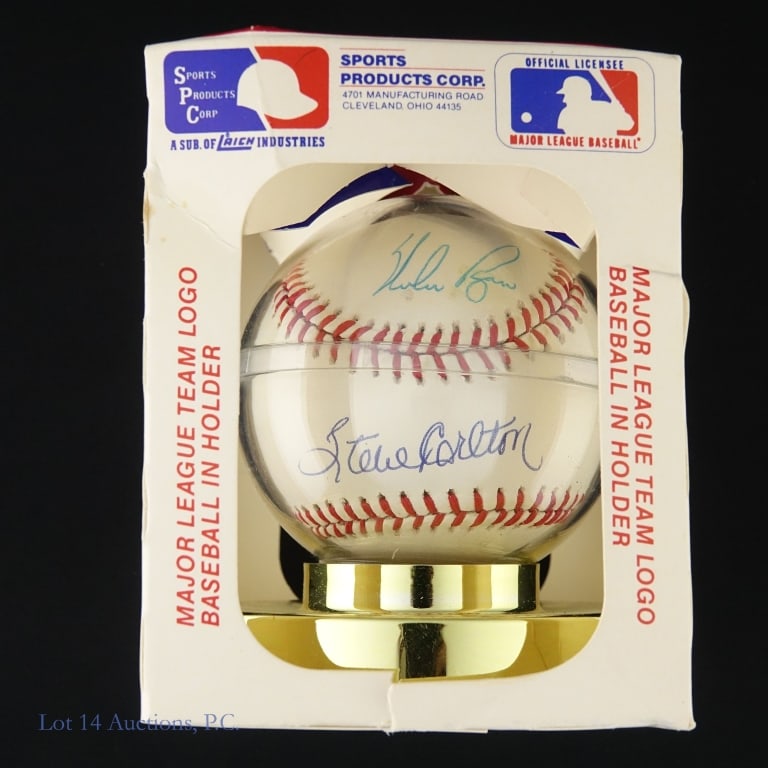 SPORTS
PRODUCTS
CORP
A SUB. OF LAICH INDUSTRIES
SPORTS
PRODUCTS CORP.
4701 MANUFACTURING ROAD
CLEVELAND, OHIO 44135
OFFICIAL LICENSEE
MAJOR LEAGUE BASEBALL
MAJOR LEAGUE TEAM LOGO
BASEBALL IN HOLDER
Steve Carlton
MAJOR LEAGUE TEAM LOGO
BASEBALL IN HOLDER
Lot 14 Auctions, P.C.